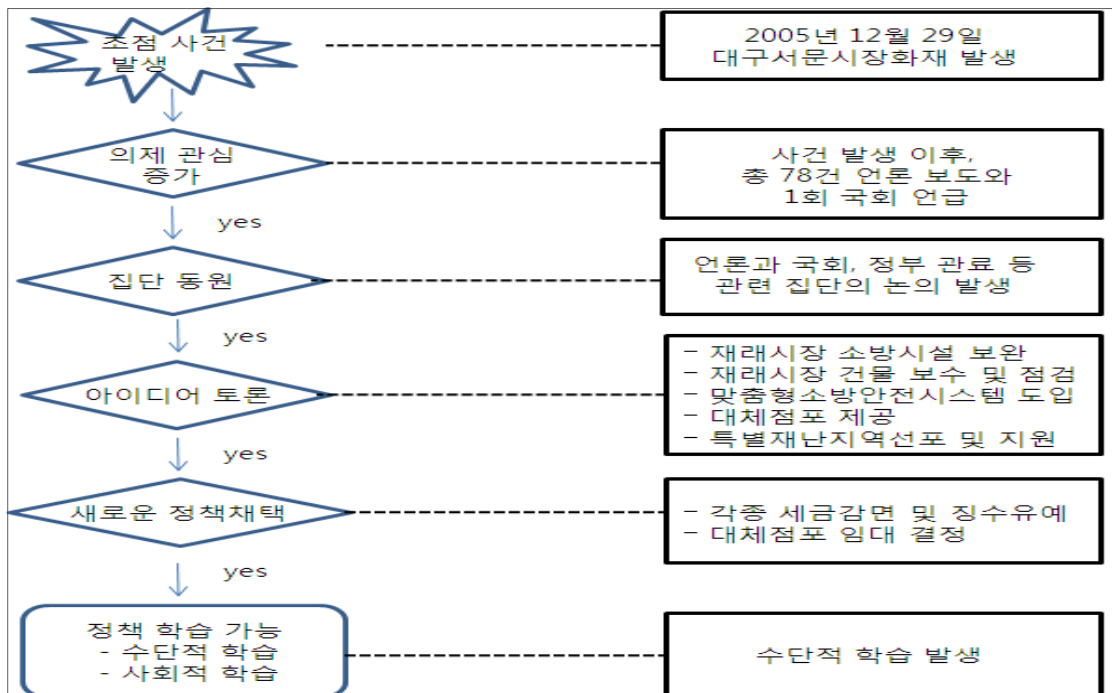 초점 사건
발생
2005년 12월 29일
대구서문시장화재 발생
의제 관심
증가
사건 발생 이후,
총 78건 언론 보도와
1회 국회 언급
yes
집단 동원
언론과 국회, 정부 관료 등
관련 집단의 논의 발생
yes
아이디어 토론
- 재래시장 소방시설 보완
- 재래시장 건물 보수 및 점검
- 맞춤형소방안전시스템 도입
- 대체점포 제공
- 특별재난지역선포 및 지원
yes
새로운 정책채택
- 각종 세금감면 및 징수유예
- 대체점포 임대 결정
yes
정책 학습 가능
- 수단적 학습
- 사회적 학습
수단적 학습 발생